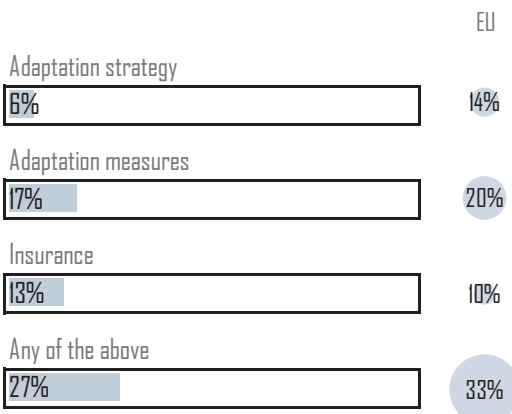 EU
Adaptation strategy
6% 14%
Adaptation measures
17% 20%
Insurance
13% 10%
Any of the above
27% 33%